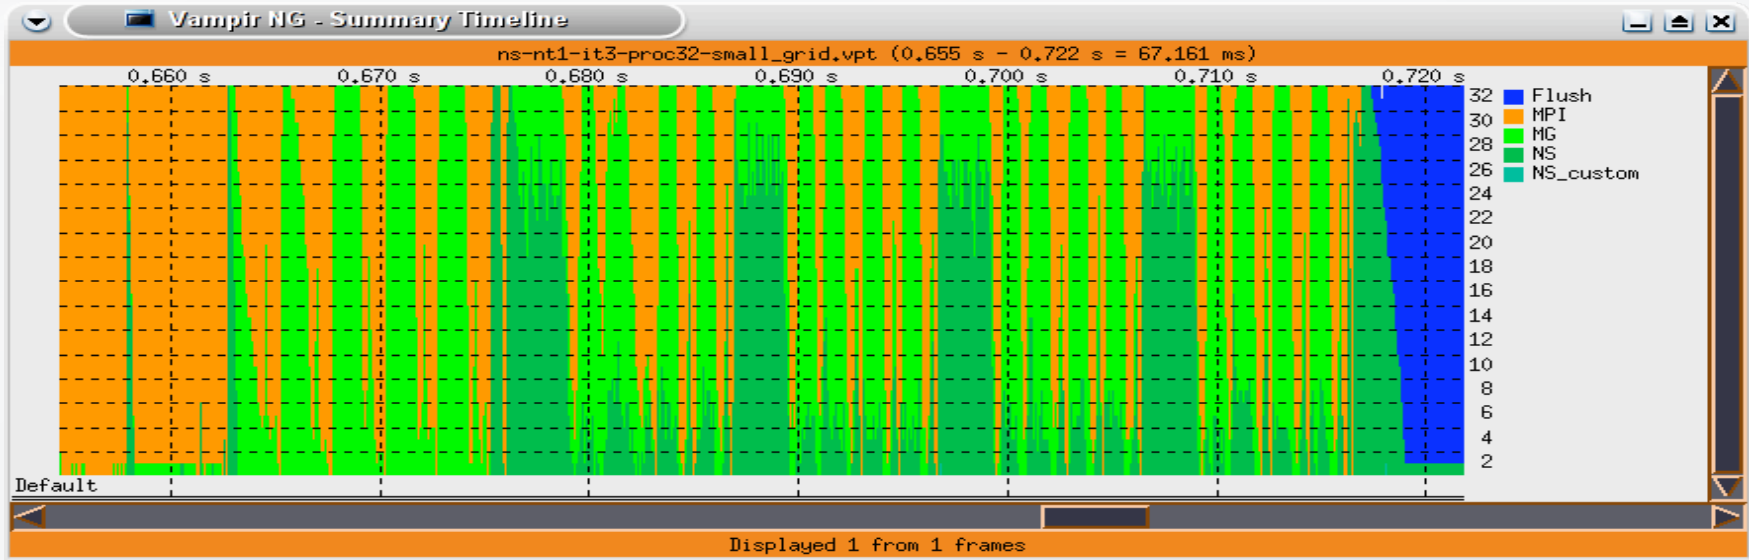 Vampir NG - Summary Timeline
ns-nt1-it3-proc32-small_grid.vpt (0.655 s - 0.722 s = 67.161 ms)
0.660 s 0.670 s 0.680 s 0.690 s 0.700 s 0.710 s 0.720 s
32 Flush
30 MPI
28 MG
NS
26 NS_custom
24
22
20
18
16
14
12
10
8
6
4
2
Default
Displayed 1 from 1 frames